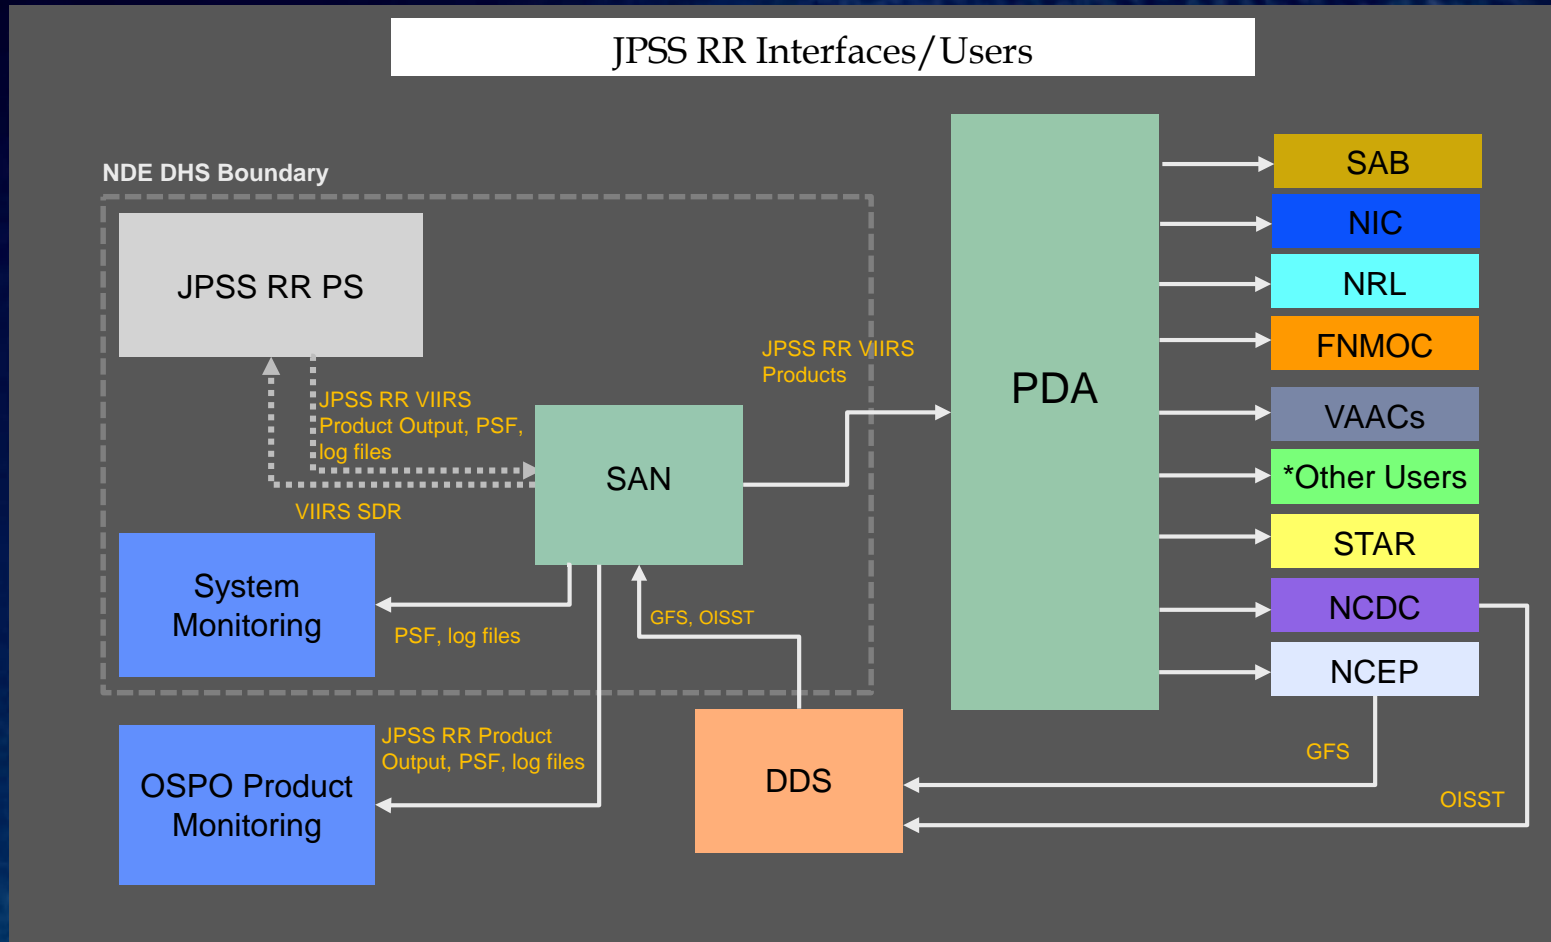 JPSS RR Interfaces/Users
NDE DHS Boundary
JPSS RR PS
JPSS RR VIIRS
Product Output, PSF,
log files
VIIRS SDR
SAN
JPSS RR VIIRS
Products
System
Monitoring
PSF, log files
GFS, OISST
OSPO Product
Monitoring
JPSS RR Product
Output, PSF, log files
DDS
PDA
SAB
NIC
NRL
FNMOC
VAACs
*Other Users
STAR
NCDC
NCEP
GFS
OISST